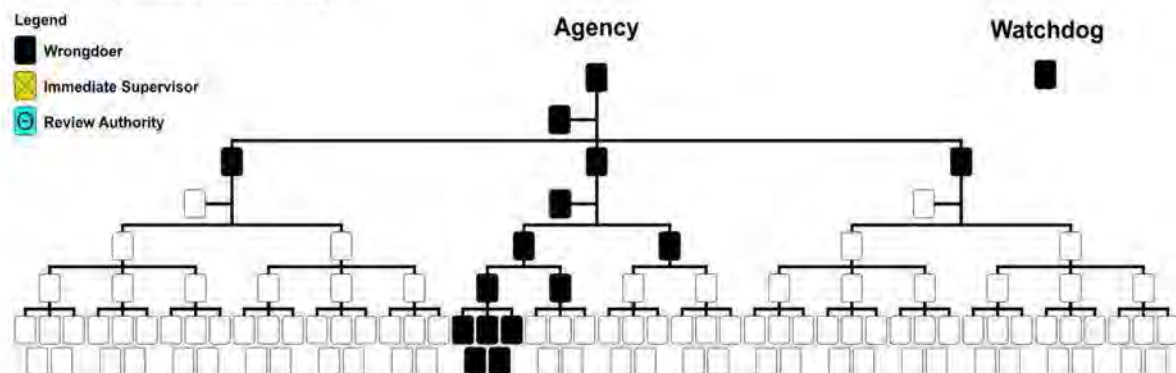 Legend
Wrongdoer
Immediate Supervisor
Review Authority
Agency
Watchdog